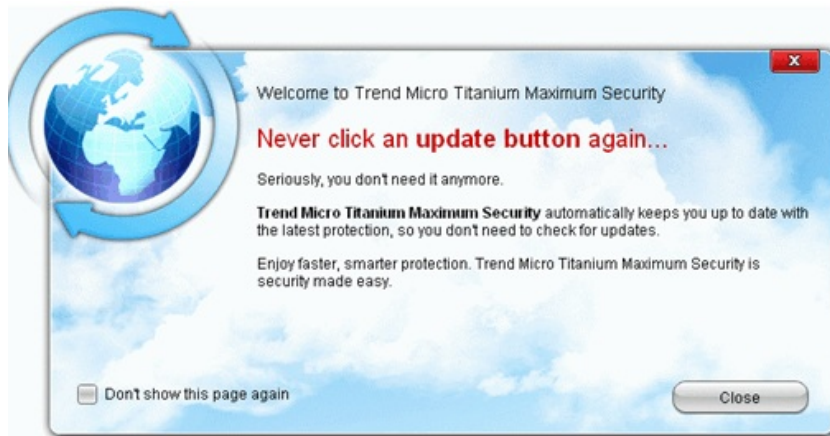 x
Welcome to Trend Micro Titanium Maximum Security
Never click an update button again...
Seriously, you don't need it anymore.
Trend Micro Titanium Maximum Security automatically keeps you up to date with
the latest protection, so you don't need to check for updates.
Enjoy faster, smarter protection. Trend Micro Titanium Maximum Security is
security made easy.
Don't show this page again
Close